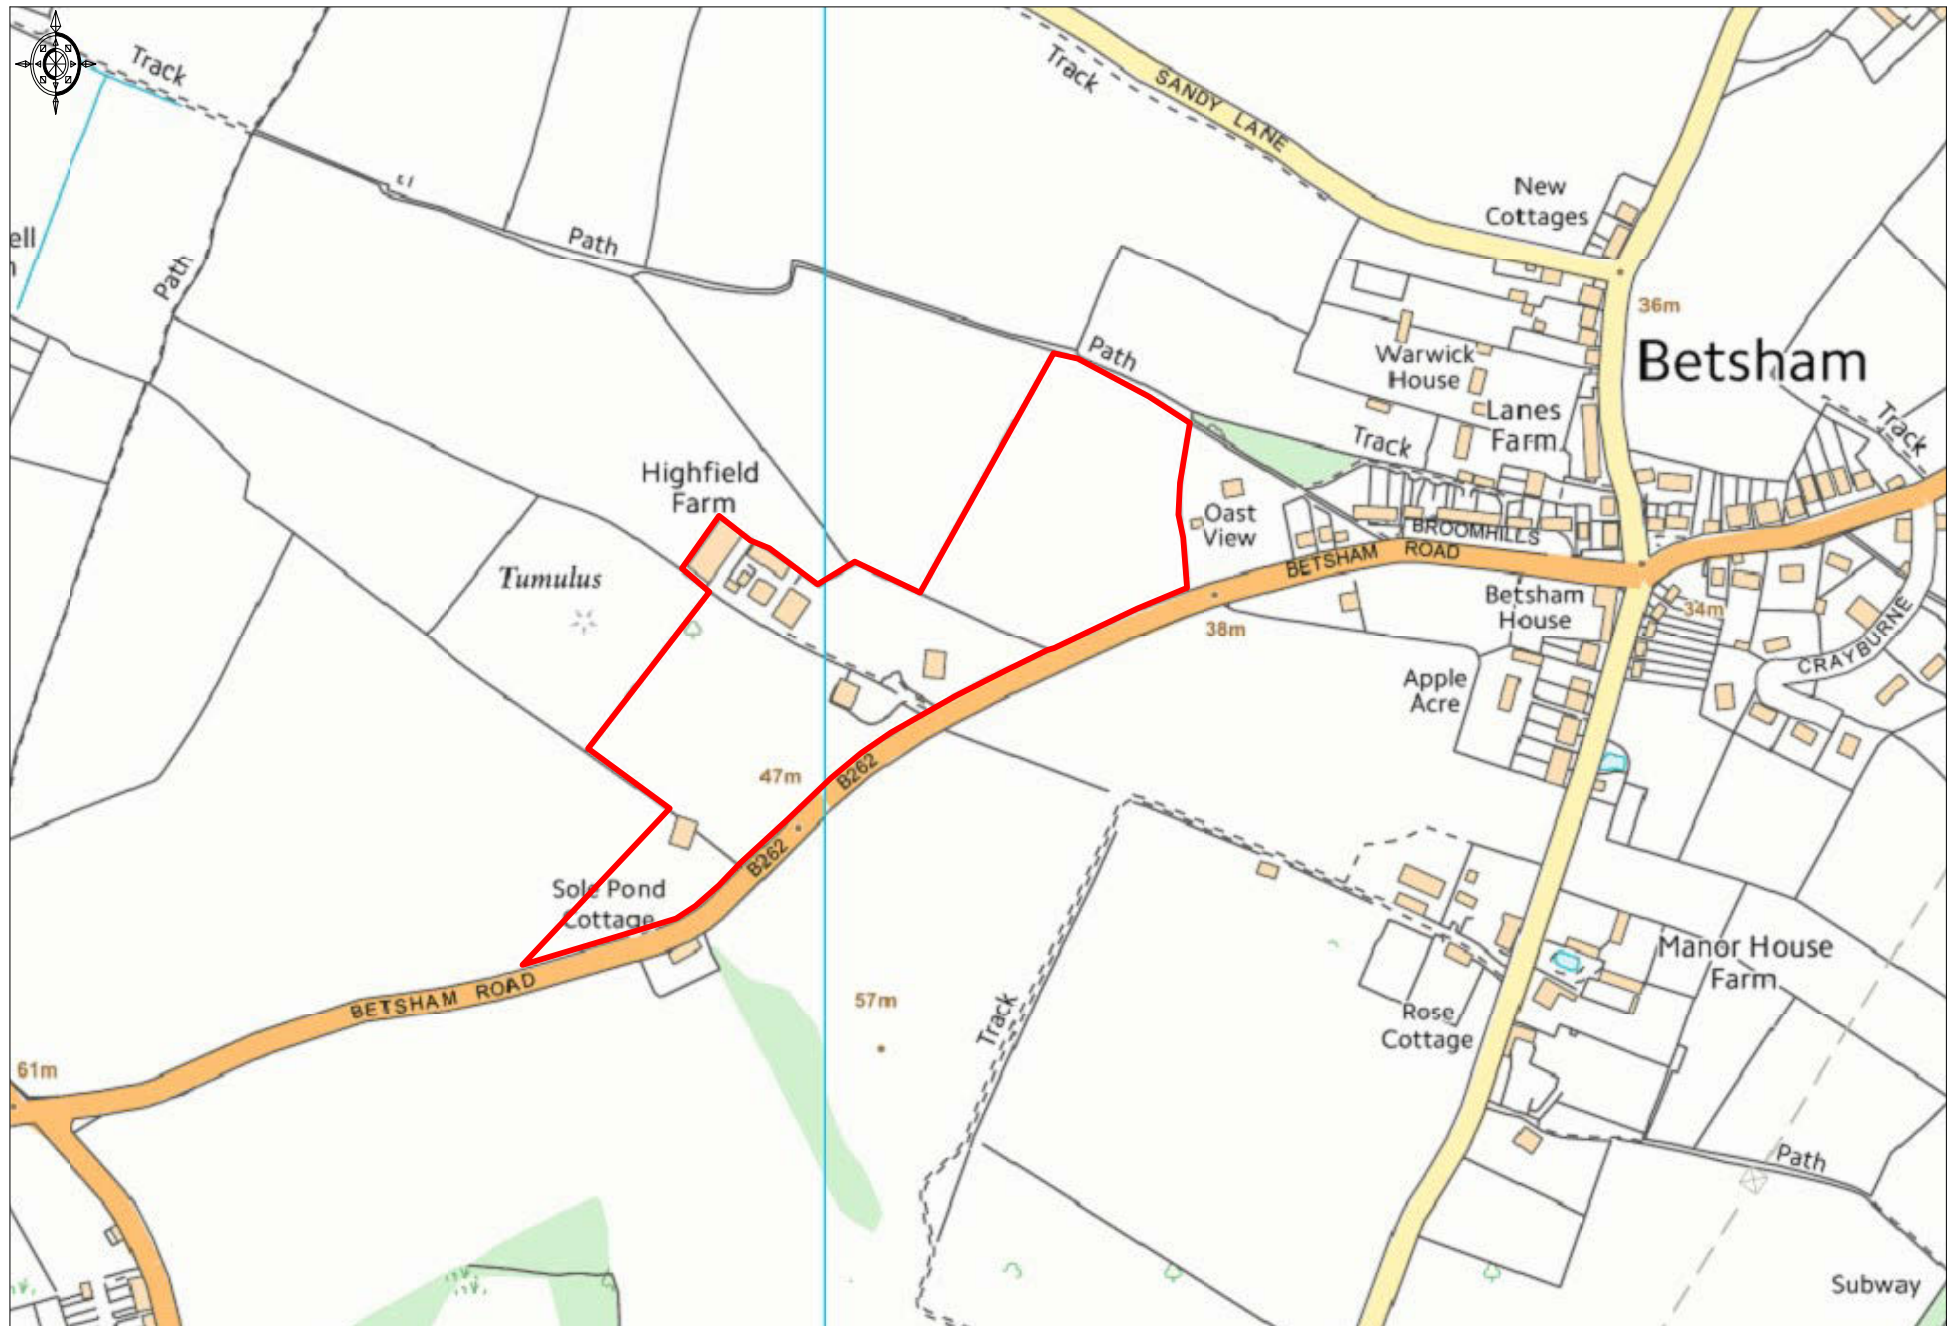 Track
Track
SANDY LANE
New
Cottages
Path
Path
36m
Betsham
Path
Warwick
House
Lanes
Farm
Track
Track
Highfield
Farm
Oast
View
BROOMHILLS
BETSHAM ROAD
Tumulus
Betsham
House
34m
38m
CRAYBURNE
Apple
Acre
47m
B262
B262
Sole Pond
Cottage
Manor House
Farm
BETSHAM ROAD
57m
Track
Rose
Cottage
61m
Path
Subway